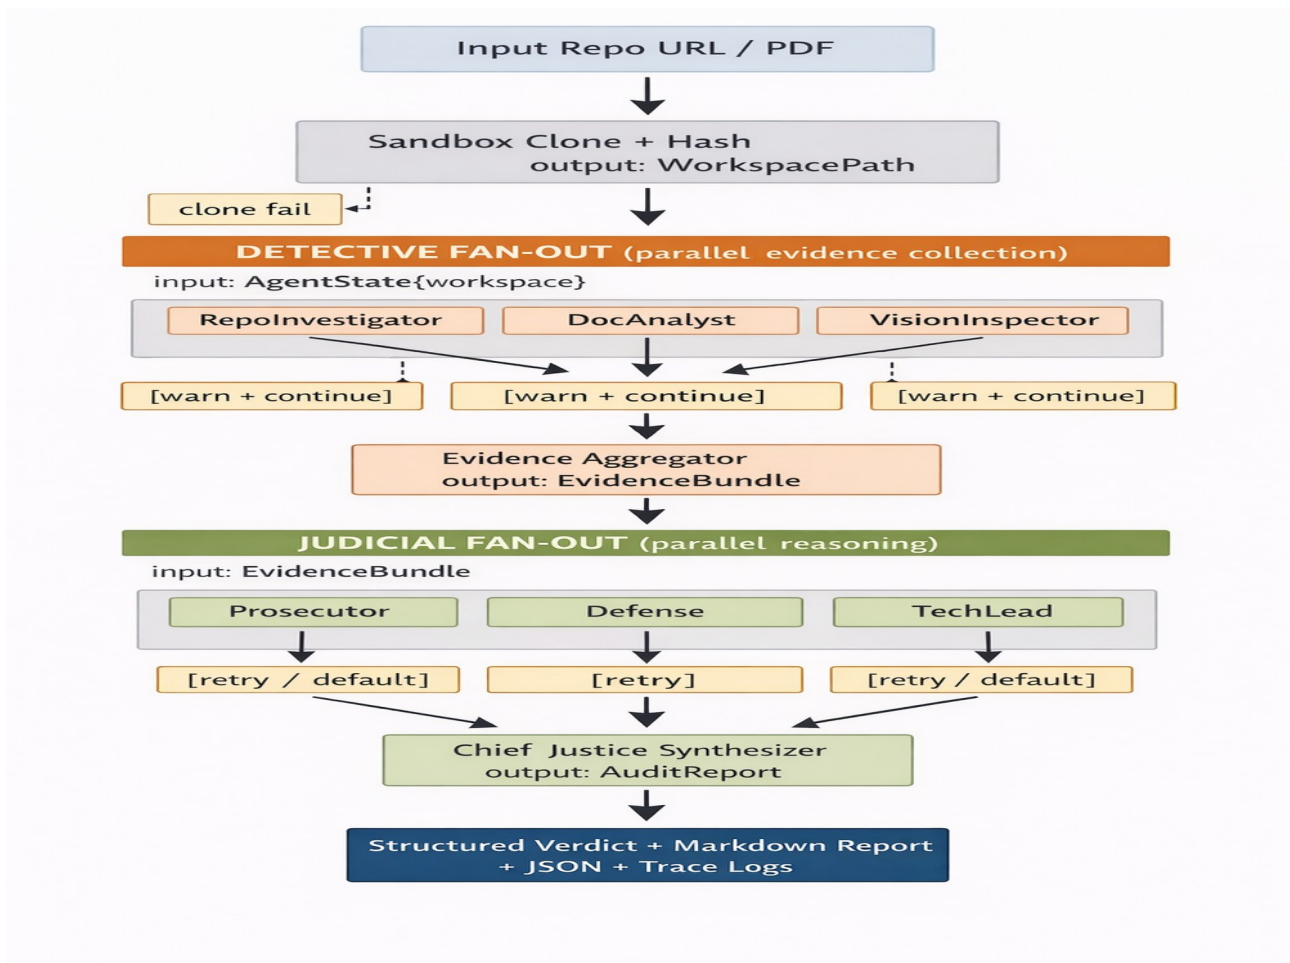 Input Repo URL / PDF
Sandbox Clone + Hash
output: WorkspacePath
clone fail
DETECTIVE FAN-OUT (parallel evidence collection)
input: AgentState{workspace}
RepoInvestigator
DocAnalyst
VisionInspector
[warn + continue]
[warn + continue]
[warn + continue]
Evidence Aggregator
output: EvidenceBundle
JUDICIAL FAN-OUT (parallel reasoning)
input: EvidenceBundle
Prosecutor
Defense
TechLead
[retry / default]
[retry]
[retry / default]
Chief Justice Synthesizer
output: AuditReport
Structured Verdict + Markdown Report
+ JSON + Trace Logs